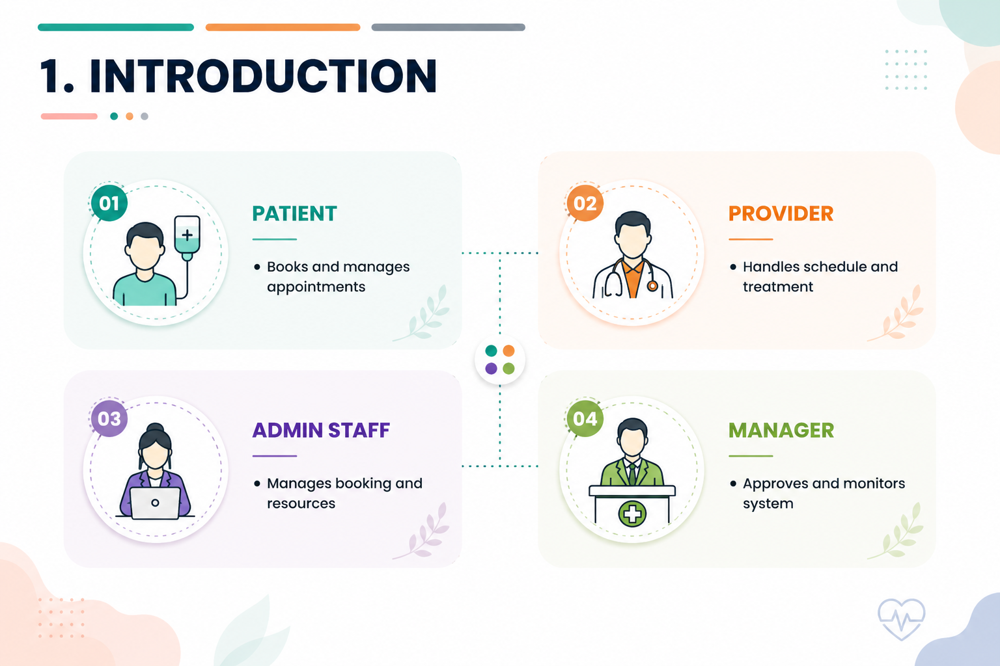 1. INTRODUCTION
01
PATIENT
• Books and manages
appointments
02
PROVIDER
• Handles schedule and
treatment
03
ADMIN STAFF
• Manages booking and
resources
04
MANAGER
• Approves and monitors
system